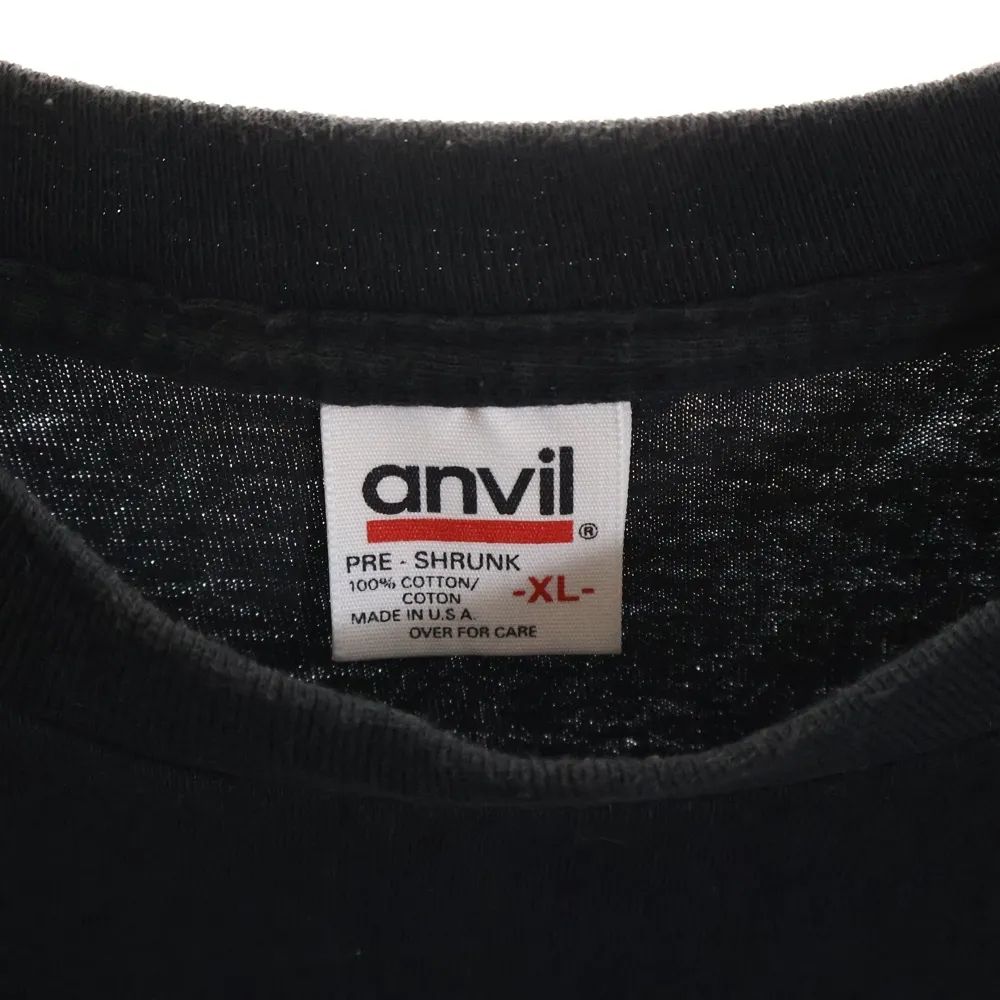 anvil®
PRE - SHRUNK
100% COTTON/
COTON
-XL-
MADE IN U.S.A.
OVER FOR CARE